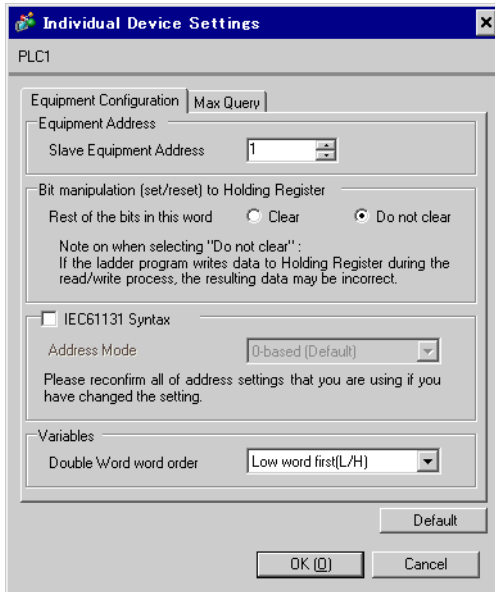 Individual Device Settings
PLC1
Equipment Configuration Max Query
Equipment Address
Slave Equipment Address 1
Bit manipulation (set/reset) to Holding Register
Rest of the bits in this word Clear Do not clear
Note on when selecting "Do not clear" :
If the ladder program writes data to Holding Register during the
read/write process, the resulting data may be incorrect.
IEC61131 Syntax
Address Mode 0-based (Default)
Please reconfirm all of address settings that you are using if you
have changed the setting.
Variables
Double Word word order Low word first(L/H)
Default
OK (O) Cancel